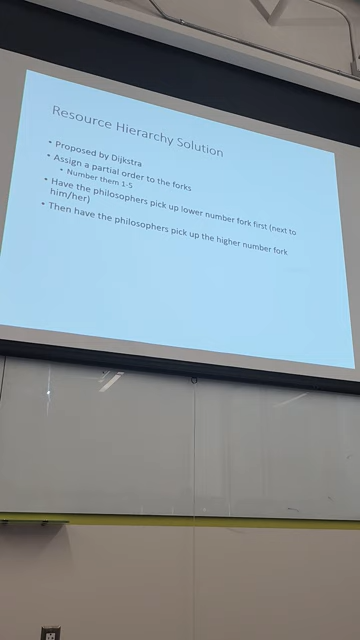 Resource Hierarchy Solution
• Proposed by Dijkstra
• Assign a partial order to the forks
• Number them 1-5
• Have the philosophers pick up lower number fork first (next to
him/her)
• Then have the philosophers pick up the higher number fork